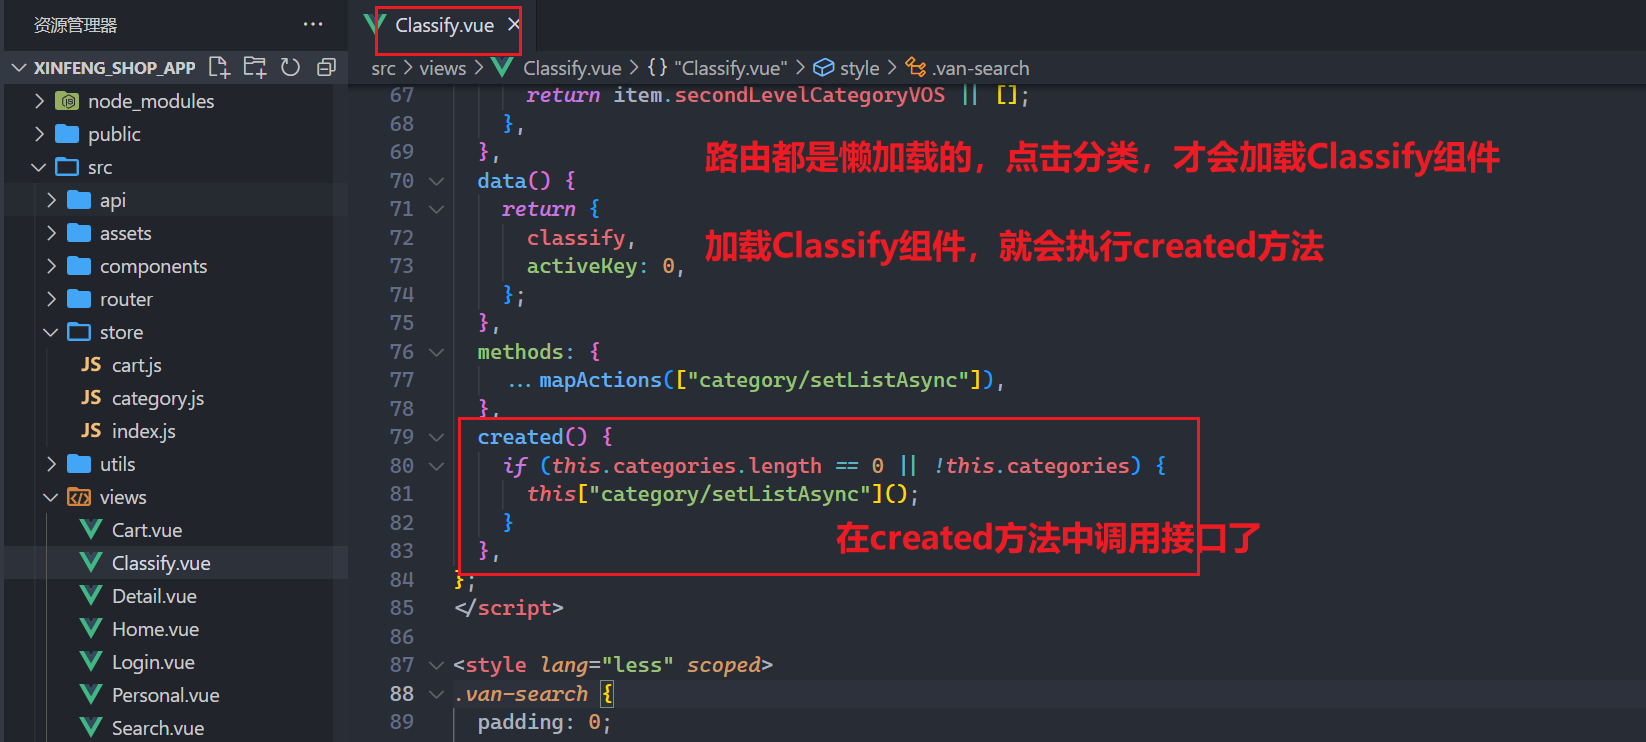 资源管理器 ···
XINFENG_SHOP_APP
node_modules
public
src
api
assets
components
router
store
JS cart.js
JS category.js
JS index.js
utils
views
Cart.vue
Classify.vue
Detail.vue
Home.vue
Login.vue
Personal.vue
Search.vue
Classify.vue ×
src > views > Classify.vue > {} "Classify.vue" > style > .van-search
67 return item.secondLevelCategoryVOS || [];
68 },
69 },
70 data() {
71 return {
72 classify,
73 activeKey: 0,
74 };
75 },
76 methods: {
77 ...mapActions(["category/setListAsync"]),
78 },
79 created() {
80 if (this.categories.length == 0 || !this.categories) {
81 this["category/setListAsync"]();
82 }
83 },
84 };
85 </script>
86
87 <style lang="less" scoped>
88 .van-search {
89 padding: 0;
路由都是懒加载的，点击分类，才会加载Classify组件
加载Classify组件，就会执行created方法
在created方法中调用接口了